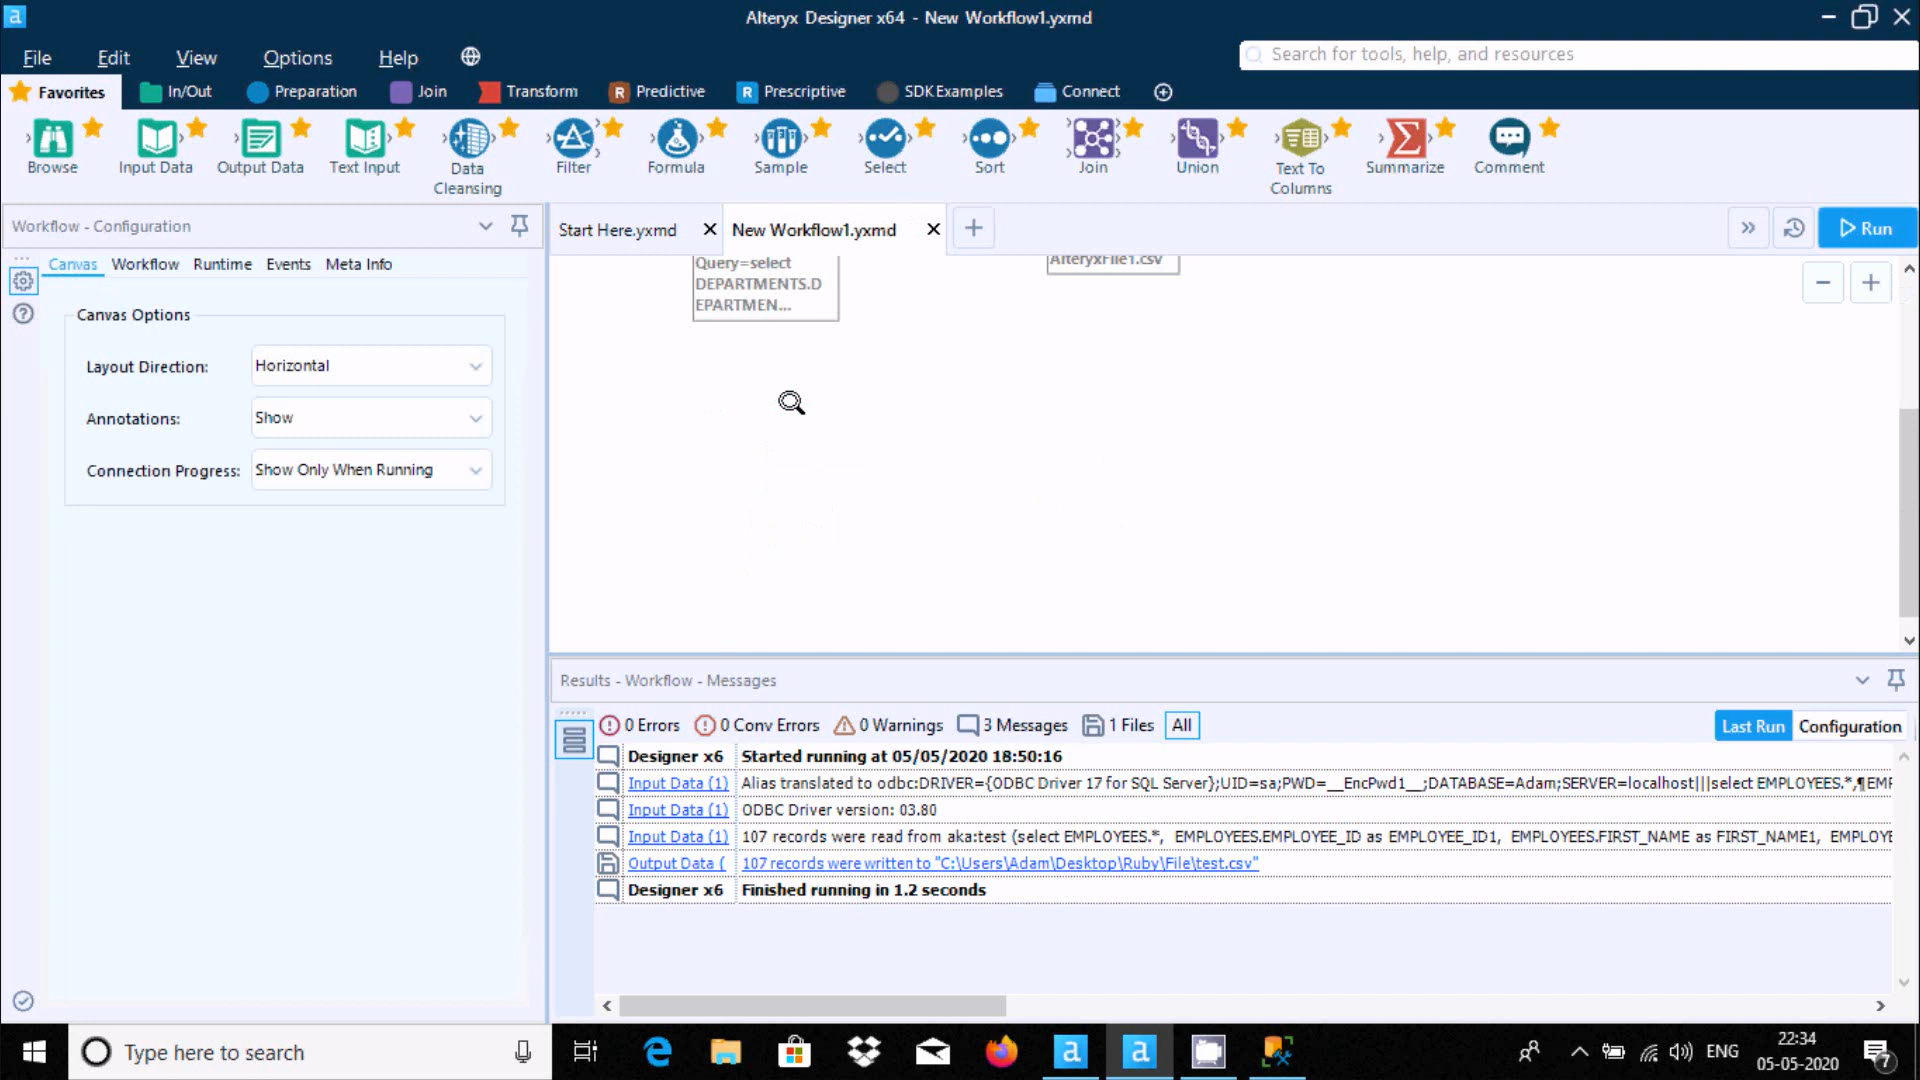 Alteryx Designer x64 - New Workflow1.yxmd
File Edit View Options Help
Search for tools, help, and resources
Favorites In/Out Preparation Join Transform Predictive Prescriptive SDK Examples Connect
Browse Input Data Output Data Text Input Data Cleansing Filter Formula Sample Select Sort Join Union Text To Columns Summarize Comment
Workflow - Configuration
Start Here.yxmd New Workflow1.yxmd
Run
Canvas Workflow Runtime Events Meta Info
Canvas Options
Layout Direction: Horizontal
Annotations: Show
Connection Progress: Show Only When Running
Query=select
DEPARTMENTS.D
EPARTMEN...
AlteryxFile1.csv
Results - Workflow - Messages
0 Errors 0 Conv Errors 0 Warnings 3 Messages 1 Files All
Last Run Configuration
Designer x6 Started running at 05/05/2020 18:50:16
Input Data (1) Alias translated to odbc:DRIVER={ODBC Driver 17 for SQL Server};UID=sa;PWD=__EncPwd1__;DATABASE=Adam;SERVER=localhost|||select EMPLOYEES.*,¶EMP
Input Data (1) ODBC Driver version: 03.80
Input Data (1) 107 records were read from aka:test (select EMPLOYEES.*, EMPLOYEES.EMPLOYEE_ID as EMPLOYEE_ID1, EMPLOYEES.FIRST_NAME as FIRST_NAME1, EMPLOYE
Output Data ( 107 records were written to "C:\Users\Adam\Desktop\Ruby\File\test.csv"
Designer x6 Finished running in 1.2 seconds
Type here to search
ENG
22:34
05-05-2020
7